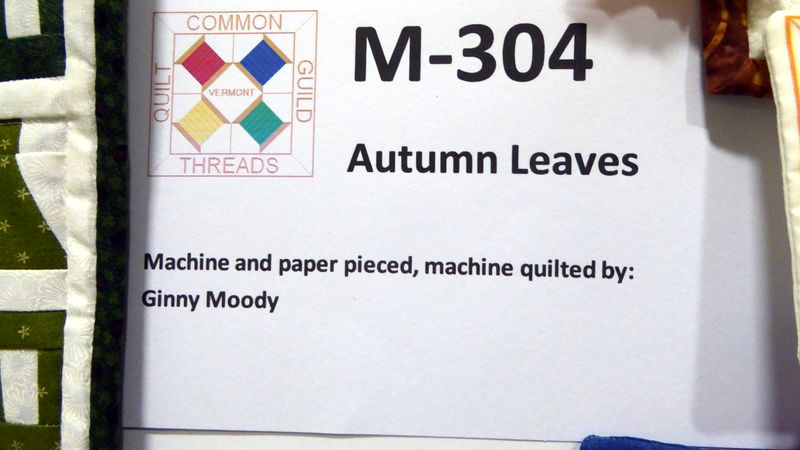 COMMON
QUILT
VERMONT
GUILD
THREADS
M-304
Autumn Leaves
Machine and paper pieced, machine quilted by:
Ginny Moody